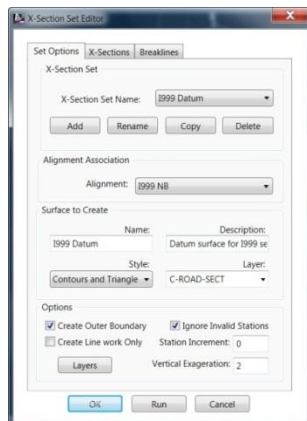 X-Section Set Editor
Set Options X-Sections Breaklines
X-Section Set
X-Section Set Name: I999 Datum
Add Rename Copy Delete
Alignment Association
Alignment: I999 NB
Surface to Create
Name: Description:
I999 Datum Datum surface for I999 se
Style: Layer:
Contours and Triangle C-ROAD-SECT
Options
Create Outer Boundary Ignore Invalid Stations
Create Line work Only Station Increment: 0
Layers Vertical Exageration: 2
OK Run Cancel